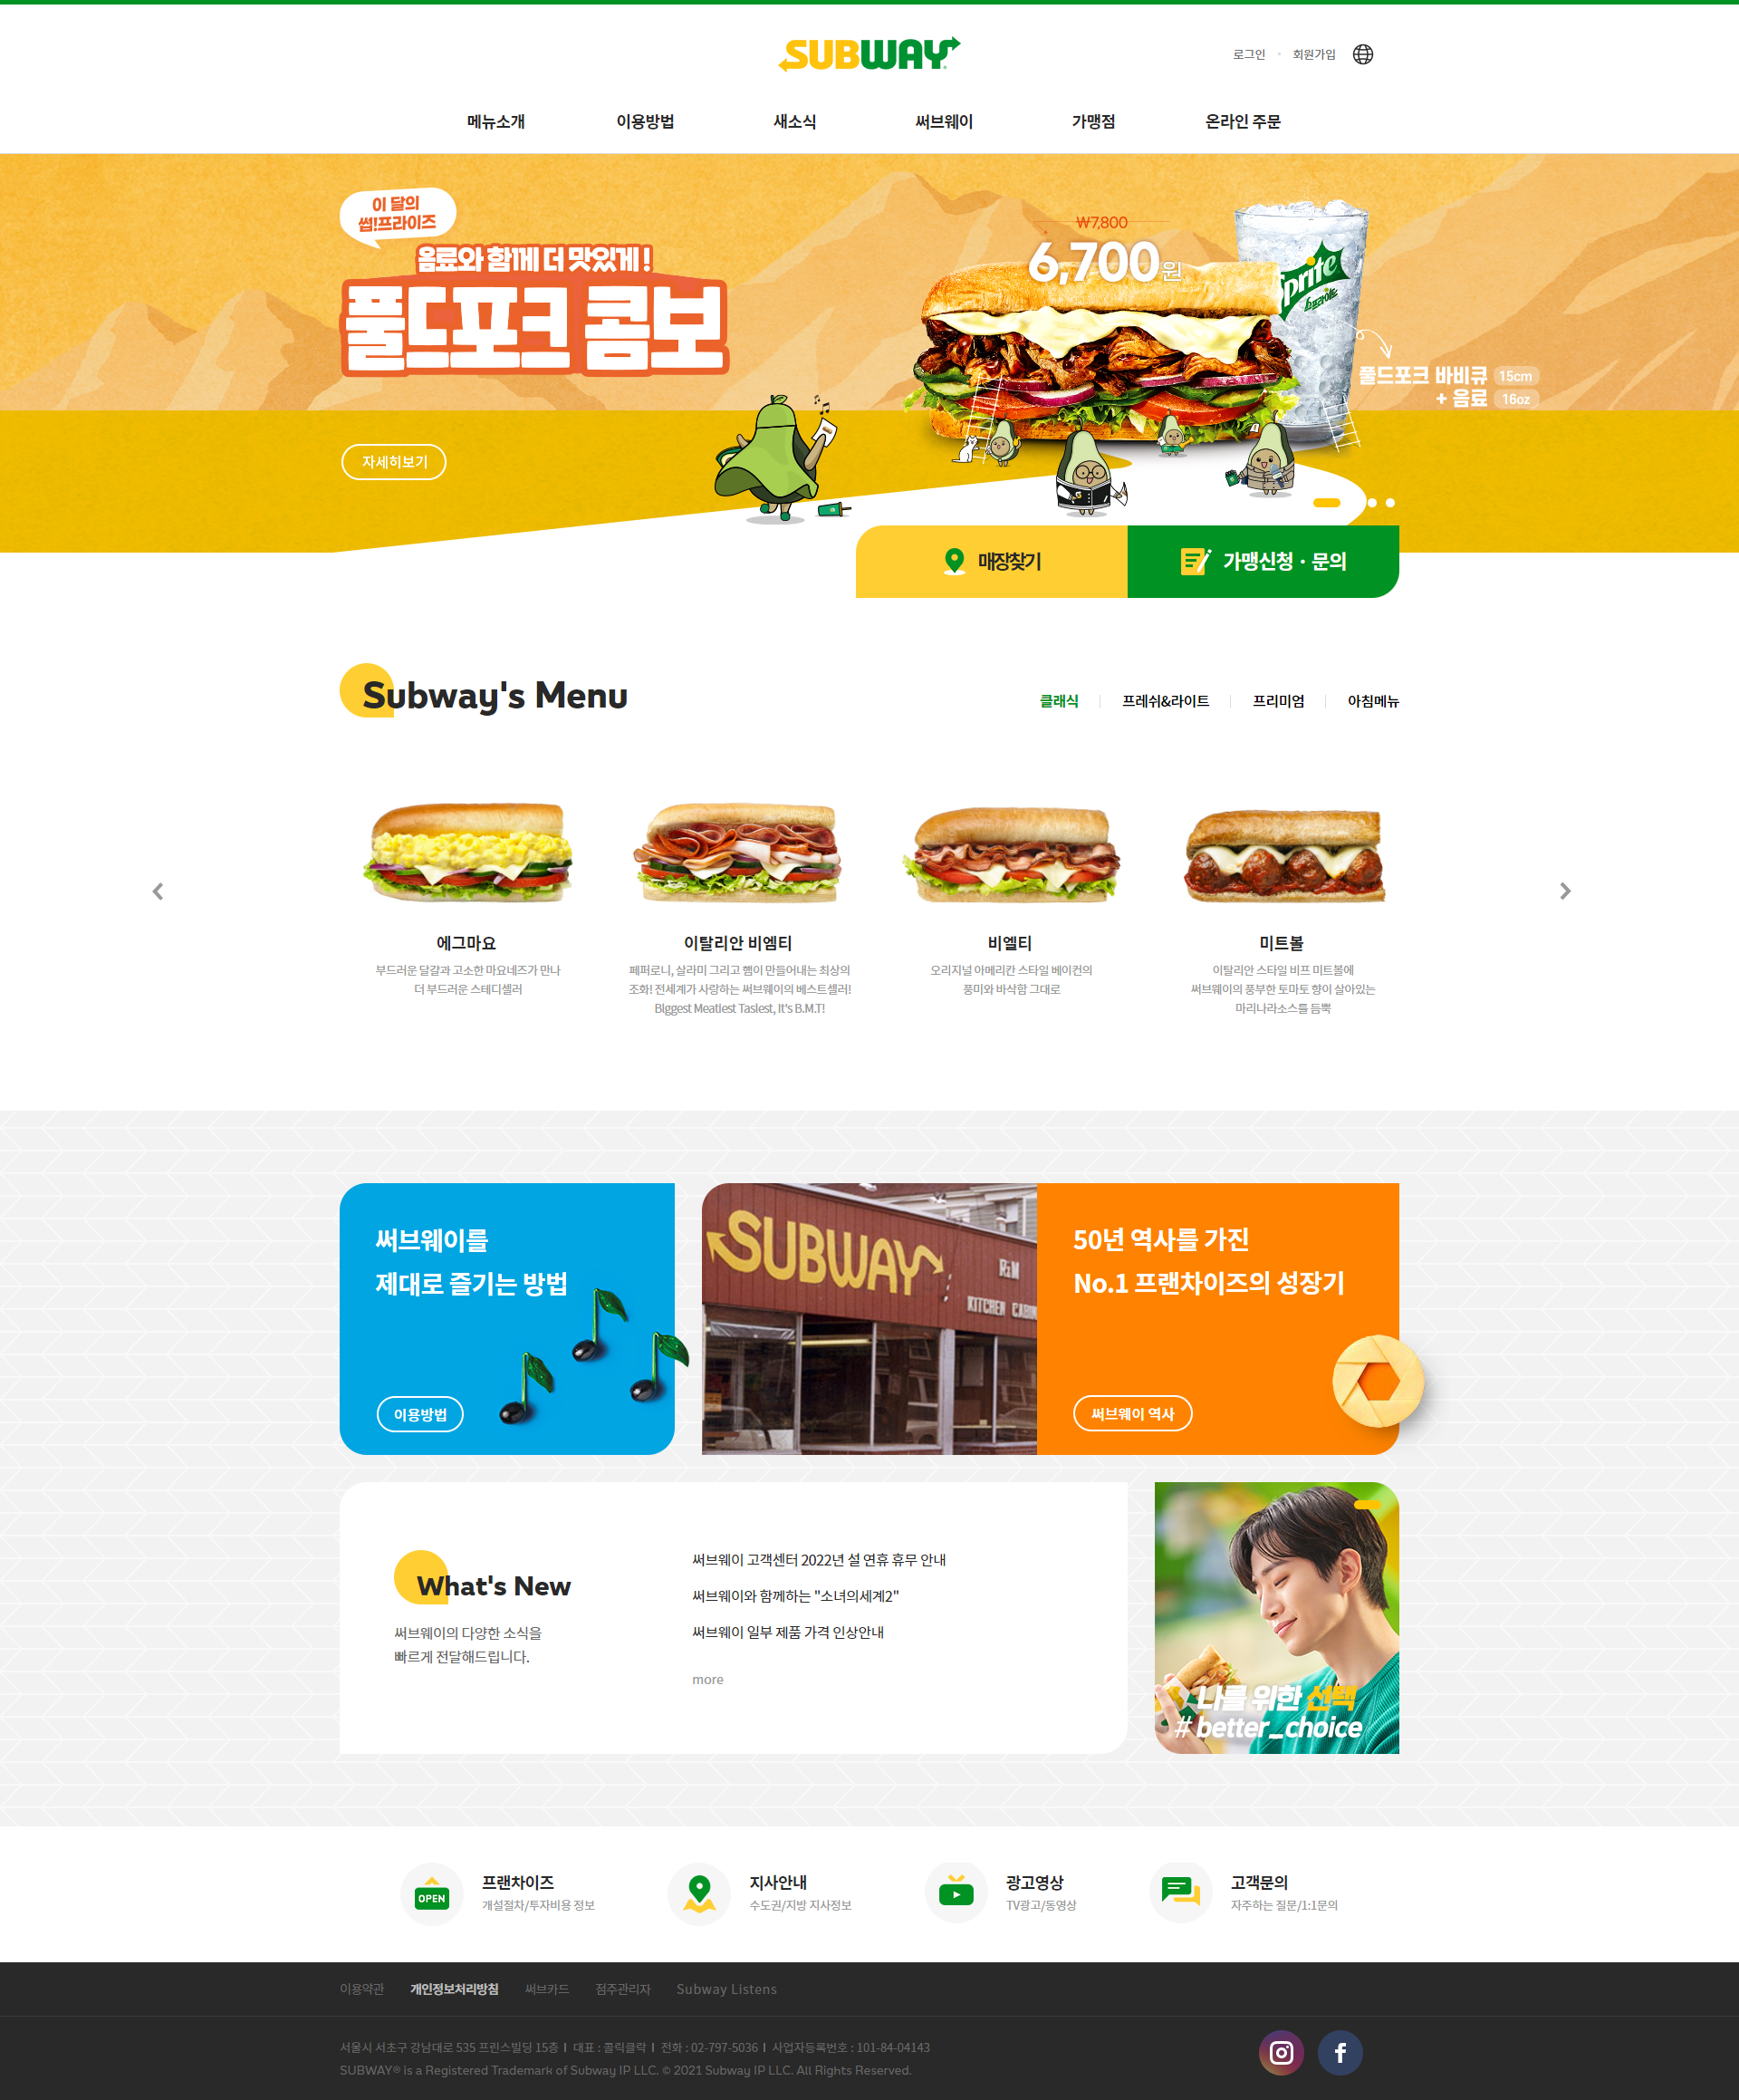 SUBWAY
로그인
회원가입
메뉴소개
이용방법
새소식
써브웨이
가맹점
온라인 주문
이 달의
썹!프라이즈
음료와 함께 더 맛있게!
풀드포크 콤보
₩7,800
6,700원
Sprite
스프라이트
풀드포크 바비큐 15cm
+ 음료 16oz
자세히보기
매장찾기
가맹신청 · 문의
Subway's Menu
클래식
프레쉬&라이트
프리미엄
아침메뉴
에그마요
부드러운 달걀과 고소한 마요네즈가 만나
더 부드러운 스테디셀러
이탈리안 비엠티
페퍼로니, 살라미 그리고 햄이 만들어내는 최상의
조화! 전세계가 사랑하는 써브웨이의 베스트셀러!
Biggest Meatiest Tastest, It's B.M.T!
비엘티
오리지널 아메리칸 스타일 베이컨의
풍미와 바삭함 그대로
미트볼
이탈리안 스타일 비프 미트볼에
써브웨이의 풍부한 토마토 향이 살아있는
마리나라소스를 듬뿍
써브웨이를
제대로 즐기는 방법
이용방법
SUBWAY
R&M
KITCHEN CABIN
50년 역사를 가진
No.1 프랜차이즈의 성장기
써브웨이 역사
What's New
써브웨이의 다양한 소식을
빠르게 전달해드립니다.
써브웨이 고객센터 2022년 설 연휴 휴무 안내
써브웨이와 함께하는 "소녀의세계2"
써브웨이 일부 제품 가격 인상안내
more
나를 위한 선택
# better_choice
OPEN
프랜차이즈
개설절차/투자비용 정보
지사안내
수도권/지방 지사정보
광고영상
TV광고/동영상
고객문의
자주하는 질문/1:1문의
이용약관
개인정보처리방침
써브카드
점주관리자
Subway Listens
서울시 서초구 강남대로 535 프린스빌딩 15층 | 대표 : 콜릭클락 | 전화 : 02-797-5036 | 사업자등록번호 : 101-84-04143
SUBWAY® is a Registered Trademark of Subway IP LLC. © 2021 Subway IP LLC. All Rights Reserved.